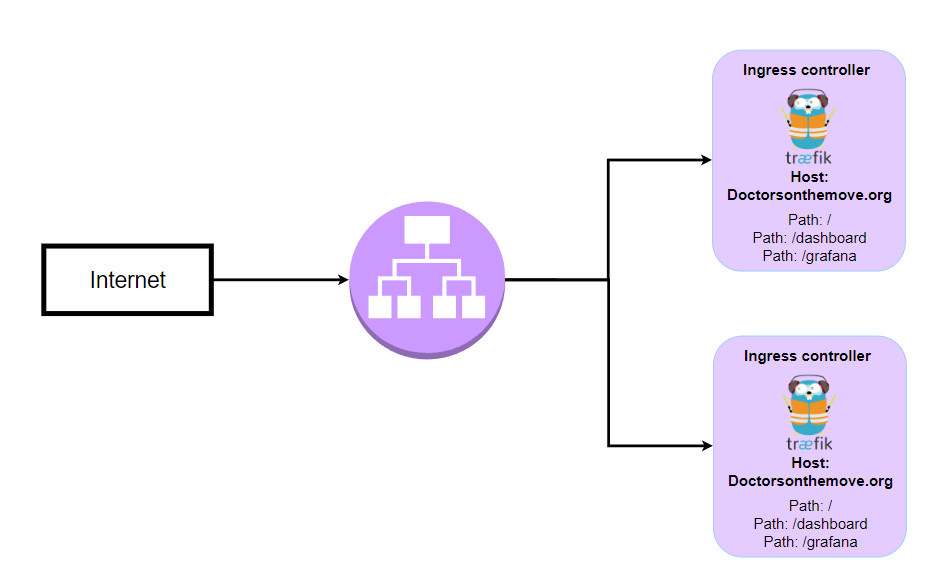 Internet
Ingress controller
træfik
Host:
Doctorsonthemove.org
Path: /
Path: /dashboard
Path: /grafana
Ingress controller
træfik
Host:
Doctorsonthemove.org
Path: /
Path: /dashboard
Path: /grafana